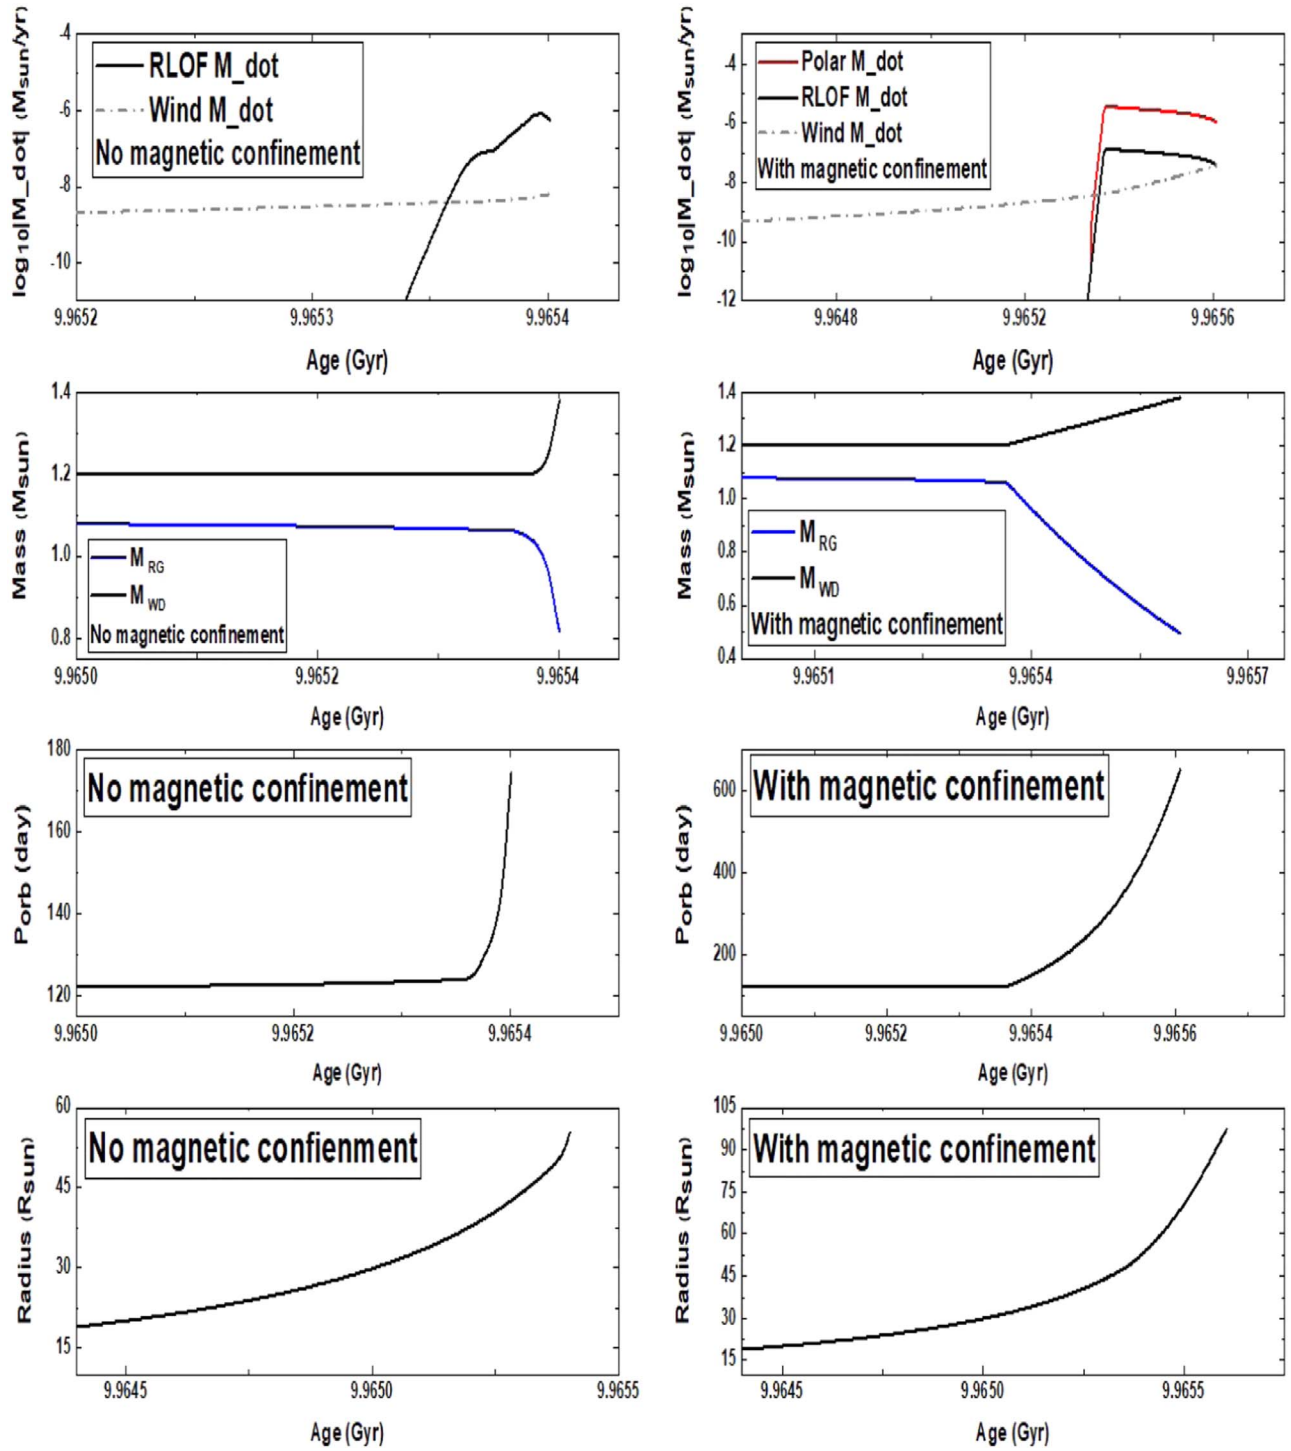 log10|M_dot| (Msun/yr)
-4
-6
-8
-10
RLOF M_dot
Wind M_dot
No magnetic confinement
9.9652
9.9653
9.9654
Age (Gyr)
log10|M_dot| (Msun/yr)
-4
-6
-8
-10
-12
Polar M_dot
RLOF M_dot
Wind M_dot
With magnetic confinement
9.9648
9.9652
9.9656
Age (Gyr)
Mass (Msun)
1.4
1.2
1.0
0.8
M RG
M WD
No magnetic confinement
9.9650
9.9652
9.9654
Age (Gyr)
Mass (Msun)
1.4
1.2
1.0
0.8
0.6
0.4
M RG
M WD
With magnetic confinement
9.9651
9.9654
9.9657
Age (Gyr)
Porb (day)
180
160
140
120
No magnetic confinement
9.9650
9.9652
9.9654
Age (Gyr)
Porb (day)
600
400
200
With magnetic confinement
9.9650
9.9652
9.9654
9.9656
Age (Gyr)
Radius (Rsun)
60
45
30
15
No magnetic confienment
9.9645
9.9650
9.9655
Age (Gyr)
Radius (Rsun)
105
90
75
60
45
30
15
With magnetic confinement
9.9645
9.9650
9.9655
Age (Gyr)